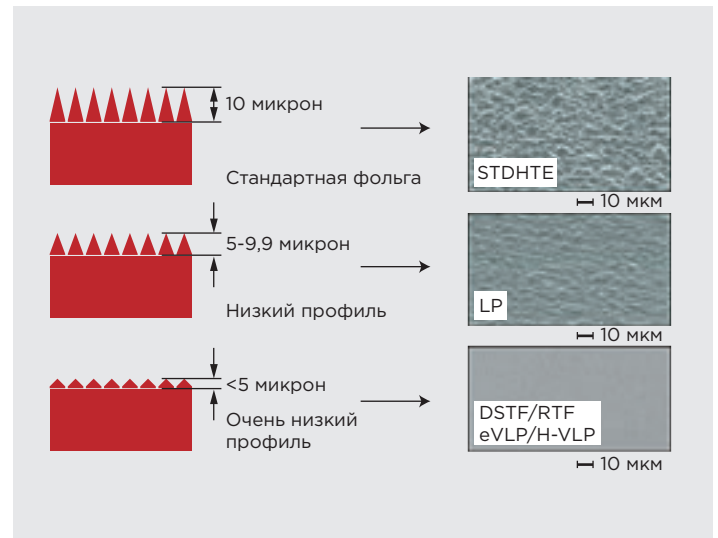 10 микрон
Стандартная фольга
STDHTE
10 мкм
5-9,9 микрон
Низкий профиль
LP
10 мкм
<5 микрон
Очень низкий
профиль
DSTF/RTF
eVLP/H-VLP
10 мкм